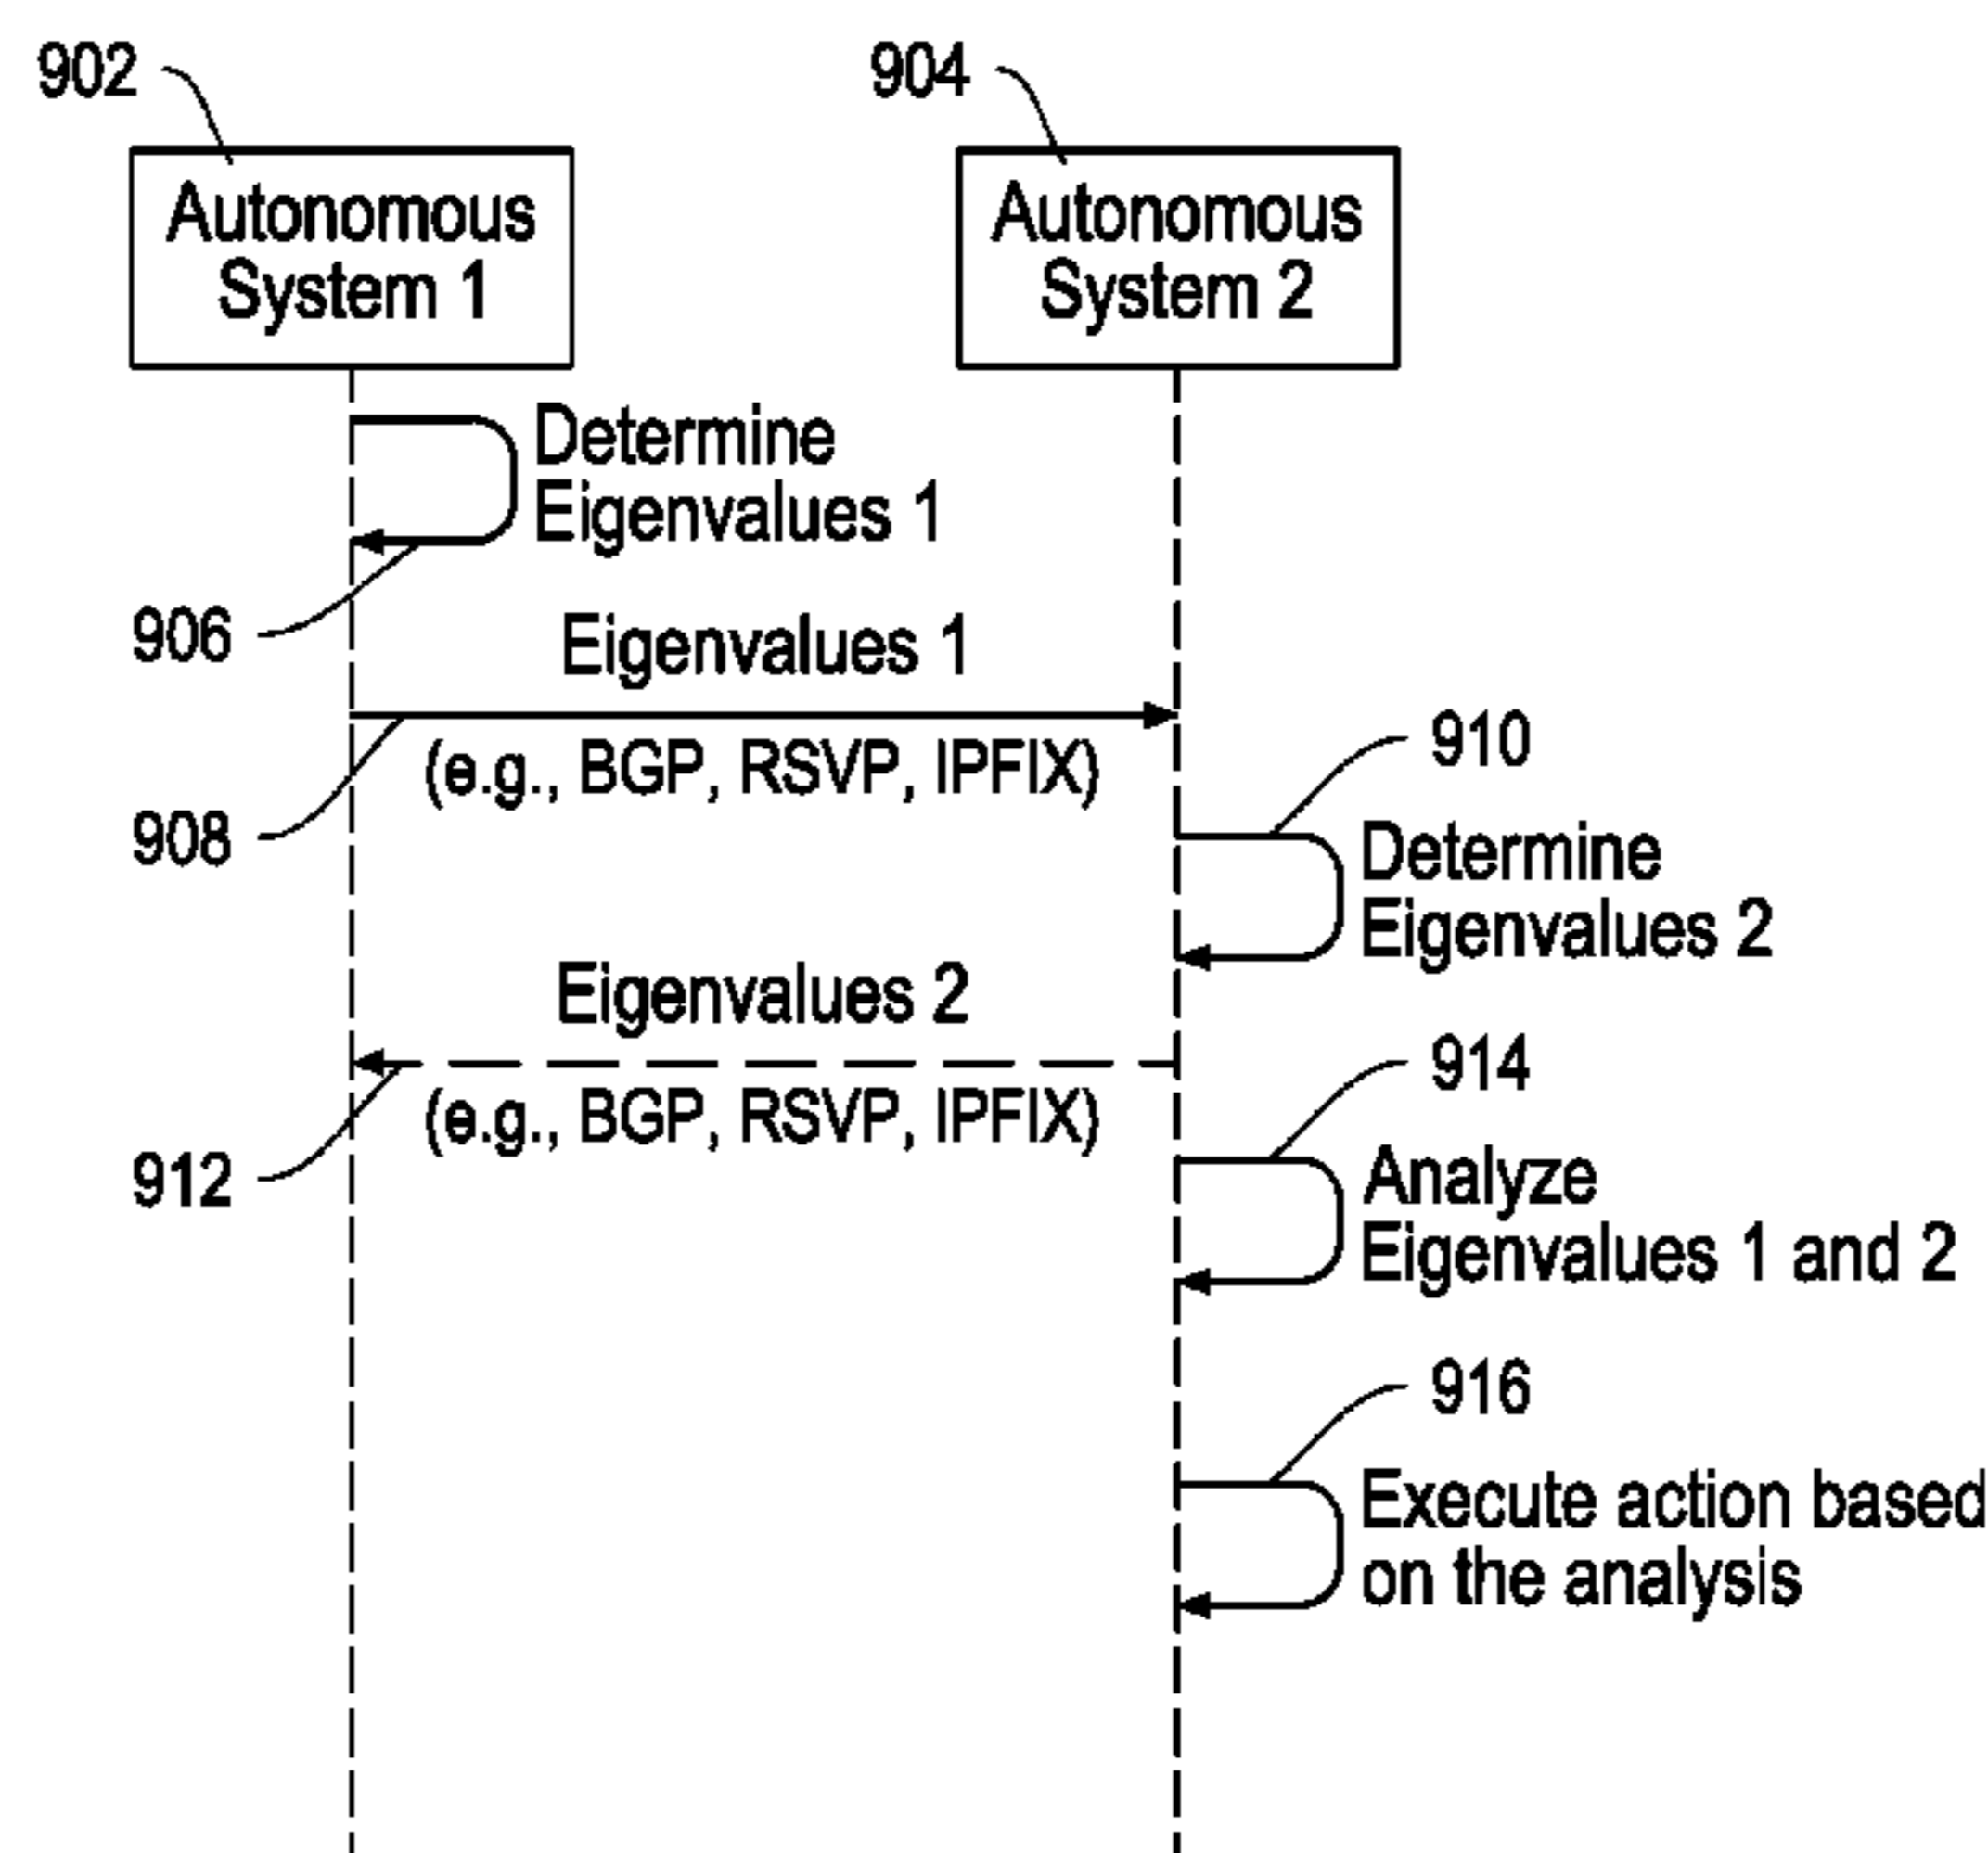 902
904
Autonomous
System 1
Autonomous
System 2
Determine
Eigenvalues 1
906
Eigenvalues 1
(e.g., BGP, RSVP, IPFIX)
908
910
Determine
Eigenvalues 2
Eigenvalues 2
(e.g., BGP, RSVP, IPFIX)
912
914
Analyze
Eigenvalues 1 and 2
916
Execute action based
on the analysis